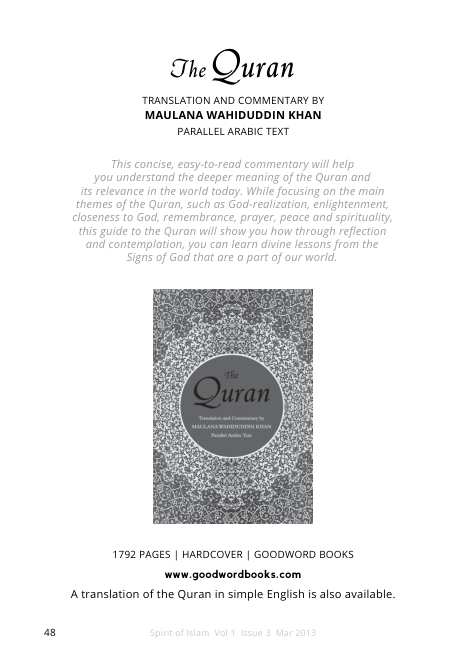 The Quran
TRANSLATION AND COMMENTARY BY
MAULANA WAHIDUDDIN KHAN
PARALLEL ARABIC TEXT
This concise, easy-to-read commentary will help
you understand the deeper meaning of the Quran and
its relevance in the world today. While focusing on the main
themes of the Quran, such as God-realization, enlightenment,
closeness to God, remembrance, prayer, peace and spirituality,
this guide to the Quran will show you how through reflection
and contemplation, you can learn divine lessons from the
Signs of God that are a part of our world.
The
Quran
Translation and Commentary by
MAULANA WAHIDUDDIN KHAN
Parallel Arabic Text
1792 PAGES | HARDCOVER | GOODWORD BOOKS
www.goodwordbooks.com
A translation of the Quran in simple English is also available.
48 Spirit of Islam Vol 1 Issue 3 Mar 2013